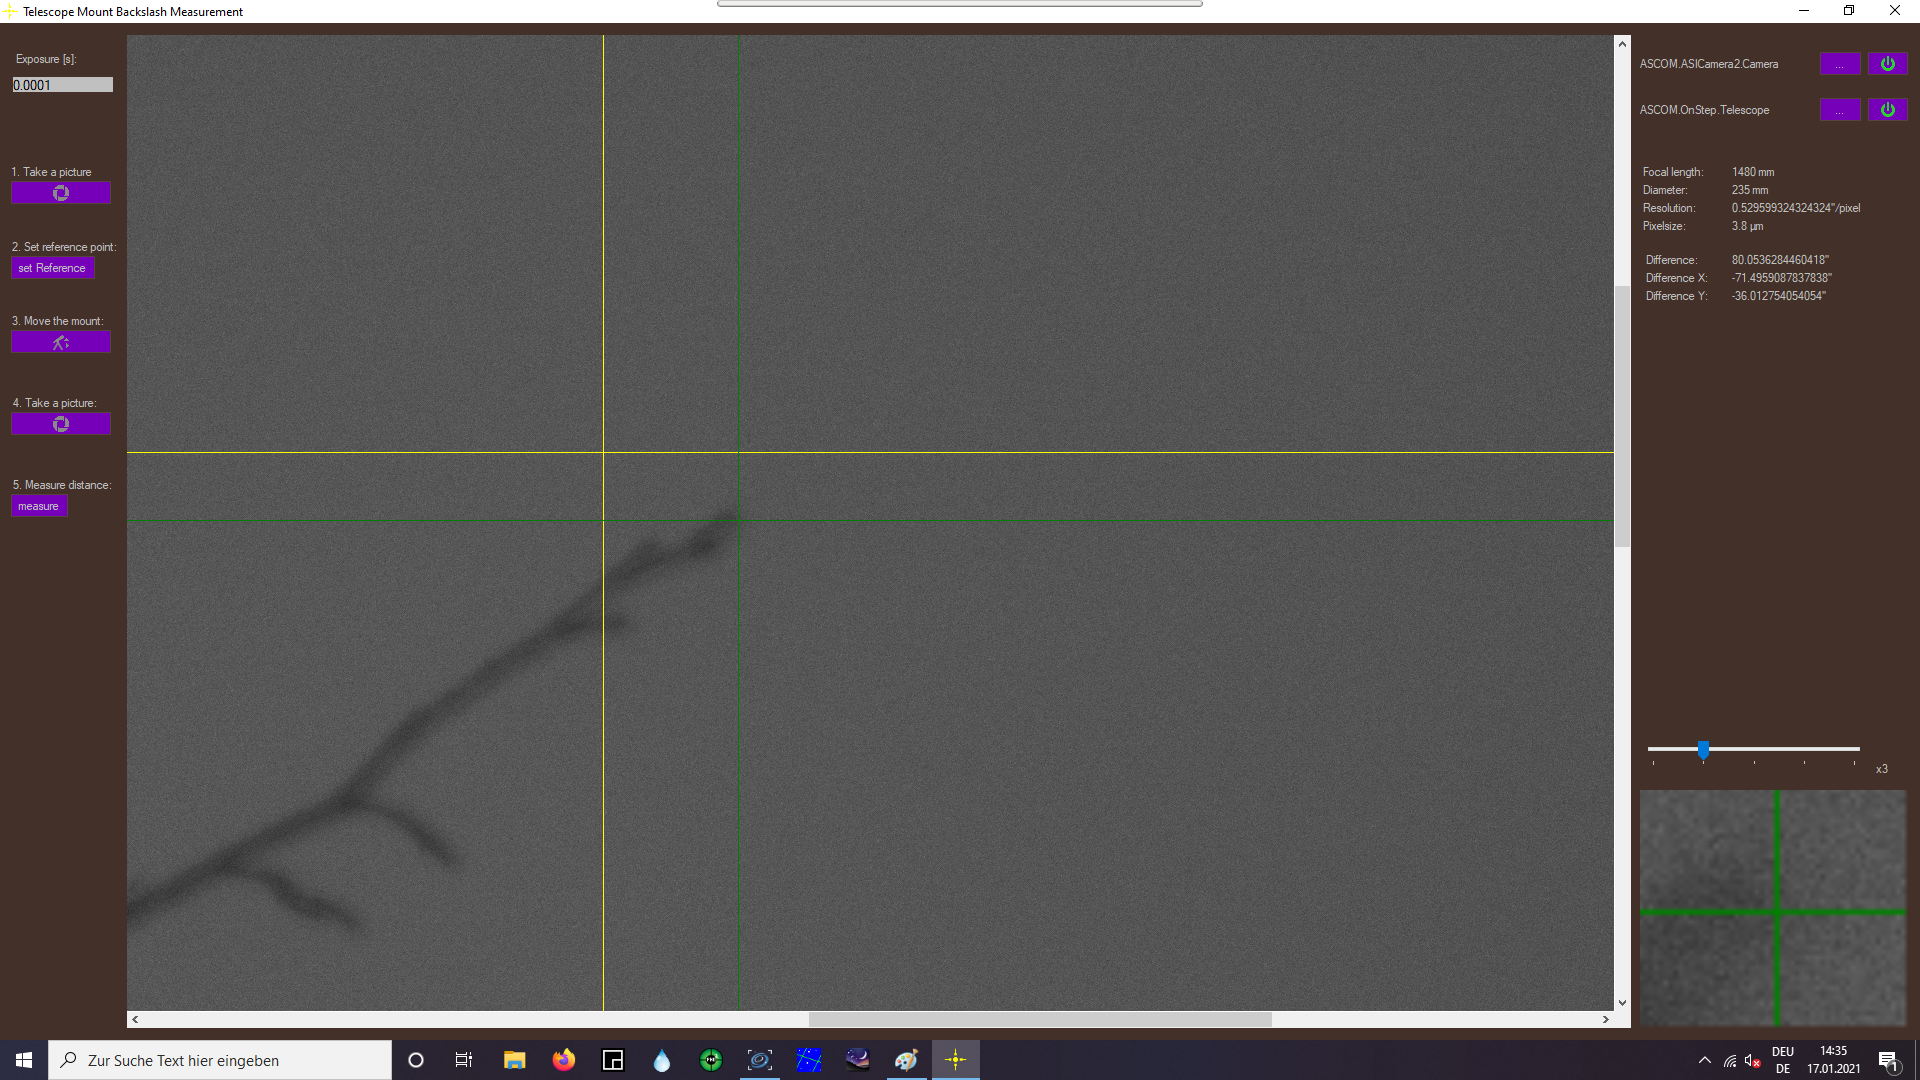 Telescope Mount Backslash Measurement
Exposure [s]:
0.0001
1. Take a picture
2. Set reference point:
set Reference
3. Move the mount:
4. Take a picture:
5. Measure distance:
measure
ASCOM.ASICamera2.Camera
...
ASCOM.OnStep.Telescope
...
Focal length: 1480 mm
Diameter: 235 mm
Resolution: 0.529599324324324"/pixel
Pixelsize: 3.8 µm
Difference: 80.0536284460418"
Difference X: -71.4959087837838"
Difference Y: -36.012754054054"
x3
Zur Suche Text hier eingeben
DEU
DE
14:35
17.01.2021
1